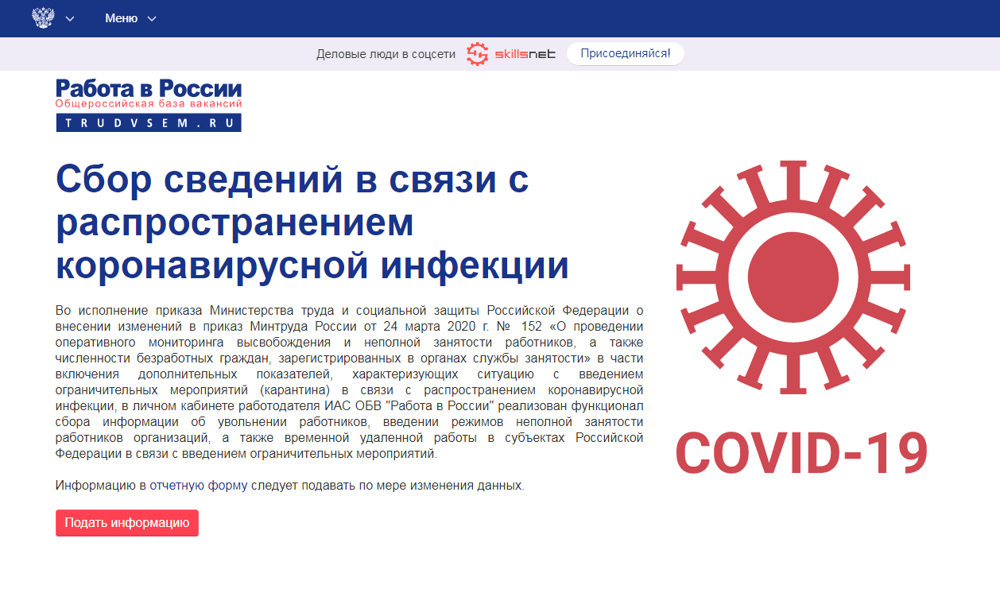 Меню
Деловые люди в соцсети skillsnet Присоединяйся!
Работа в России
Общероссийская база вакансий
TRUDVSEM.RU
Сбор сведений в связи с
распространением
коронавирусной инфекции
Во исполнение приказа Министерства труда и социальной защиты Российской Федерации о
внесении изменений в приказ Минтруда России от 24 марта 2020 г. № 152 «О проведении
оперативного мониторинга высвобождения и неполной занятости работников, а также
численности безработных граждан, зарегистрированных в органах службы занятости» в части
включения дополнительных показателей, характеризующих ситуацию с введением
ограничительных мероприятий (карантина) в связи с распространением коронавирусной
инфекции, в личном кабинете работодателя ИАС ОБВ "Работа в России" реализован функционал
сбора информации об увольнении работников, введении режимов неполной занятости
работников организаций, а также временной удаленной работы в субъектах Российской
Федерации в связи с введением ограничительных мероприятий.
Информацию в отчетную форму следует подавать по мере изменения данных.
Подать информацию
COVID-19